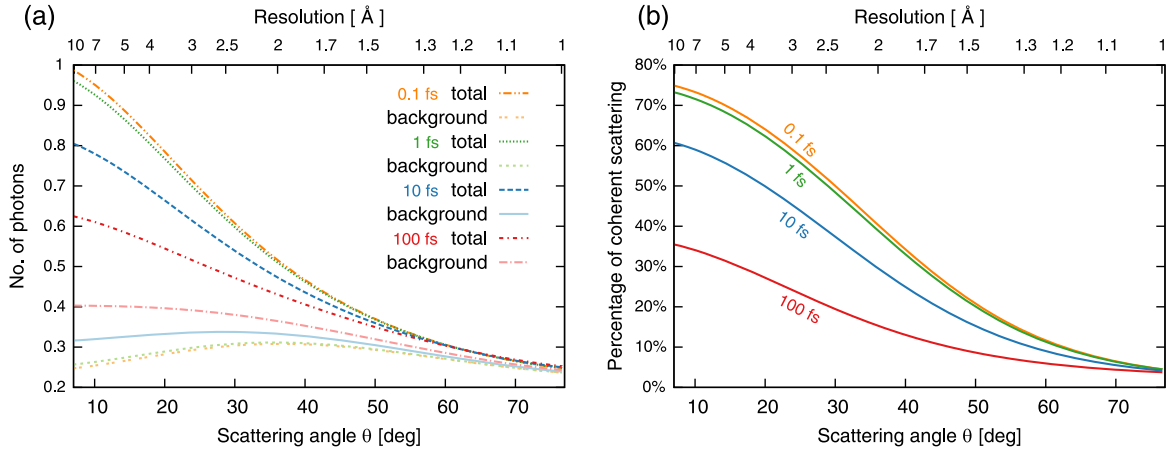 (a)
Resolution [ Å ]
10 7 5 4 3 2.5 2 1.7 1.5 1.3 1.2 1.1 1
No. of photons
1
0.9
0.8
0.7
0.6
0.5
0.4
0.3
0.2
0.1 fs total
background
1 fs total
background
10 fs total
background
100 fs total
background
10 20 30 40 50 60 70
Scattering angle θ [deg]
(b)
Resolution [ Å ]
10 7 5 4 3 2.5 2 1.7 1.5 1.3 1.2 1.1 1
Percentage of coherent scattering
80%
70%
60%
50%
40%
30%
20%
10%
0%
0.1 fs
1 fs
10 fs
100 fs
10 20 30 40 50 60 70
Scattering angle θ [deg]